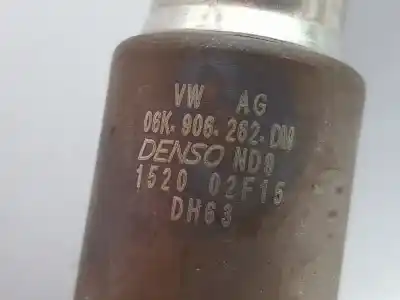 VW AG
06K. 906. 262. DM
DENSO ND9
1520 02F15
DH63